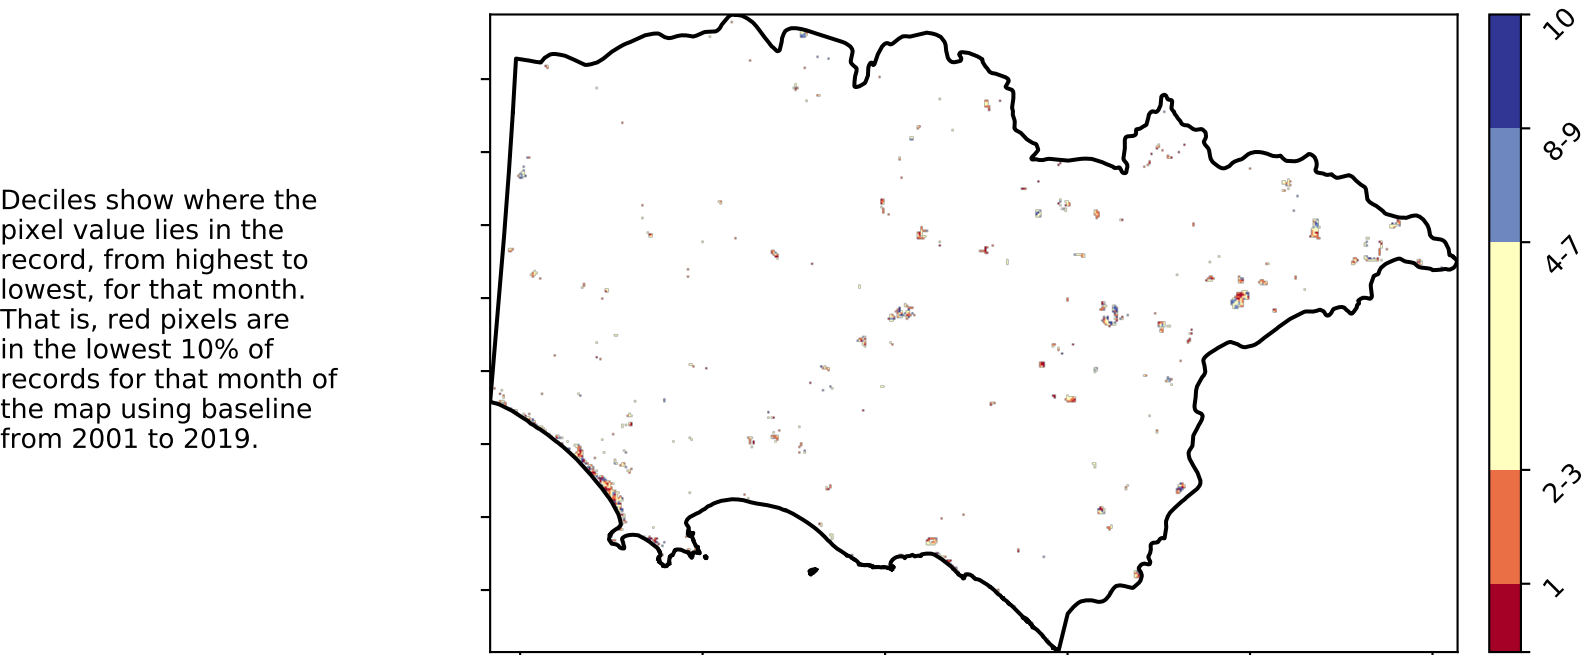 Deciles show where the
pixel value lies in the
record, from highest to
lowest, for that month.
That is, red pixels are
in the lowest 10% of
records for that month of
the map using baseline
from 2001 to 2019.
10
8-9
4-7
2-3
1